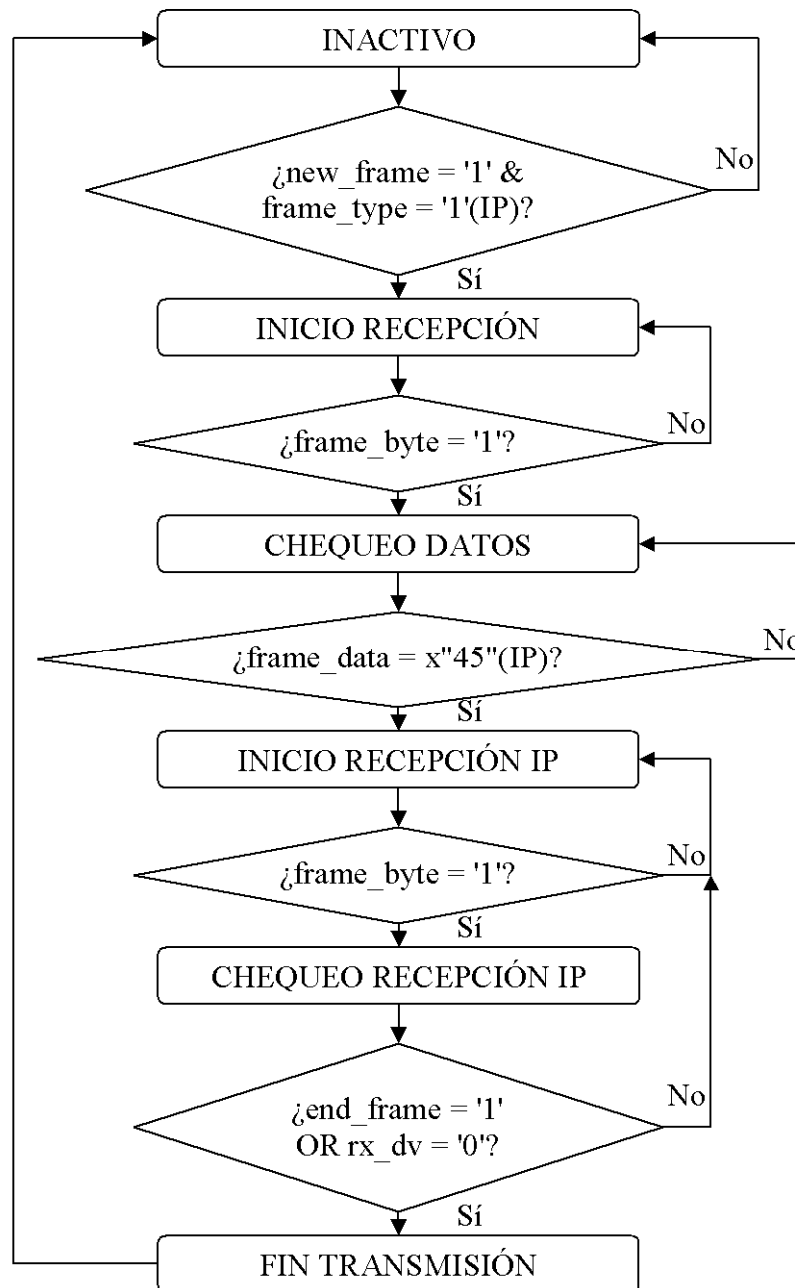 INACTIVO
¿new_frame = '1' &
frame_type = '1'(IP)?
No
Sí
INICIO RECEPCIÓN
¿frame_byte = '1'?
No
Sí
CHEQUEO DATOS
¿frame_data = x"45"(IP)?
No
Sí
INICIO RECEPCIÓN IP
¿frame_byte = '1'?
No
Sí
CHEQUEO RECEPCIÓN IP
¿end_frame = '1'
OR rx_dv = '0'?
No
Sí
FIN TRANSMISIÓN